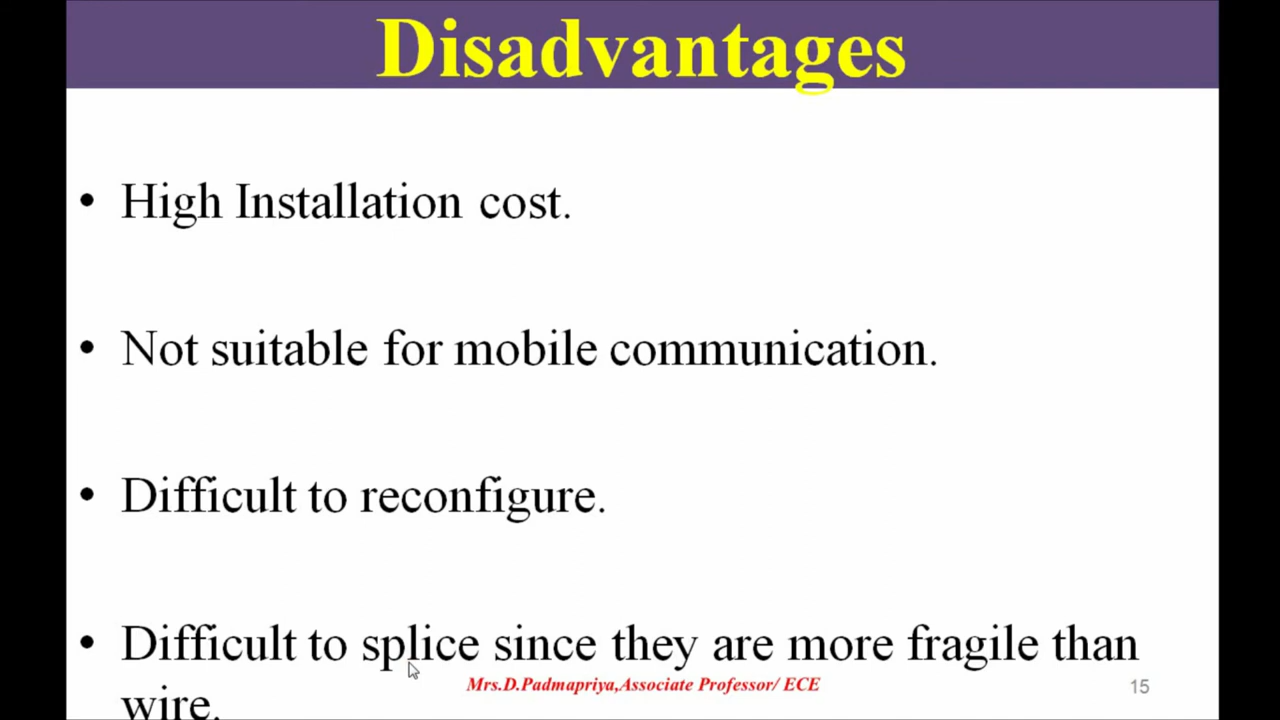 Disadvantages
• High Installation cost.
• Not suitable for mobile communication.
• Difficult to reconfigure.
• Difficult to splice since they are more fragile than
wire.
Mrs.D.Padmapriya,Associate Professor/ ECE
15